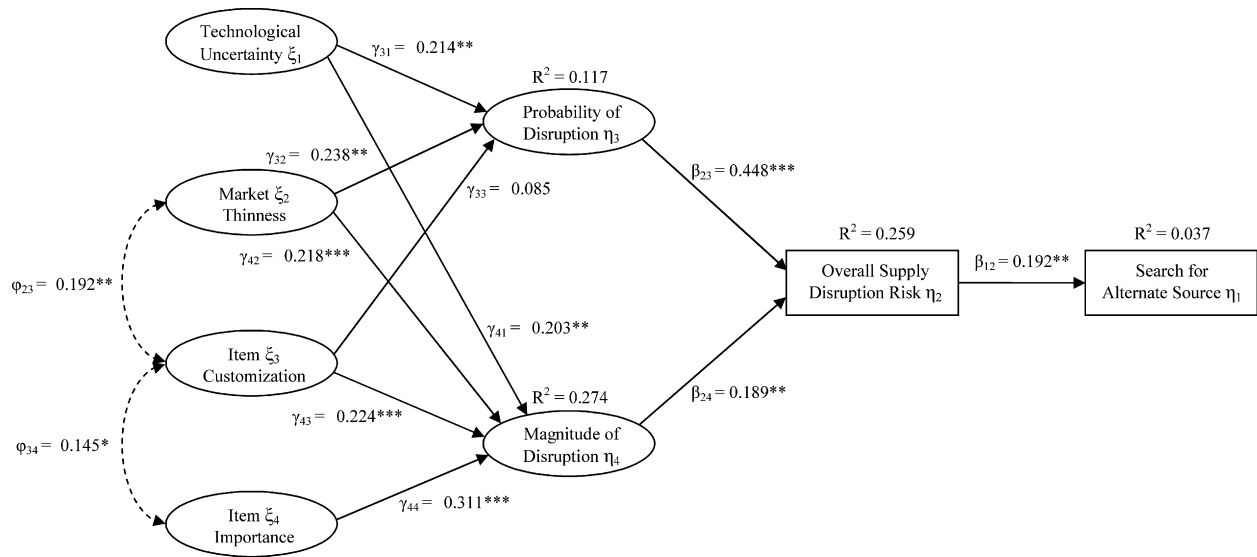 Technological
Uncertainty ξ₁
γ₃₁ = 0.214**
R² = 0.117
Probability of
Disruption η₃
γ₃₂ = 0.238**
Market ξ₂
Thinness
γ₃₃ = 0.085
β₂₃ = 0.448***
γ₄₂ = 0.218***
R² = 0.259
R² = 0.037
φ₂₃ = 0.192**
Overall Supply
Disruption Risk η₂
β₁₂ = 0.192**
Search for
Alternate Source η₁
γ₄₁ = 0.203**
Item ξ₃
Customization
R² = 0.274
β₂₄ = 0.189**
γ₄₃ = 0.224***
φ₃₄ = 0.145*
Magnitude of
Disruption η₄
γ₄₄ = 0.311***
Item ξ₄
Importance